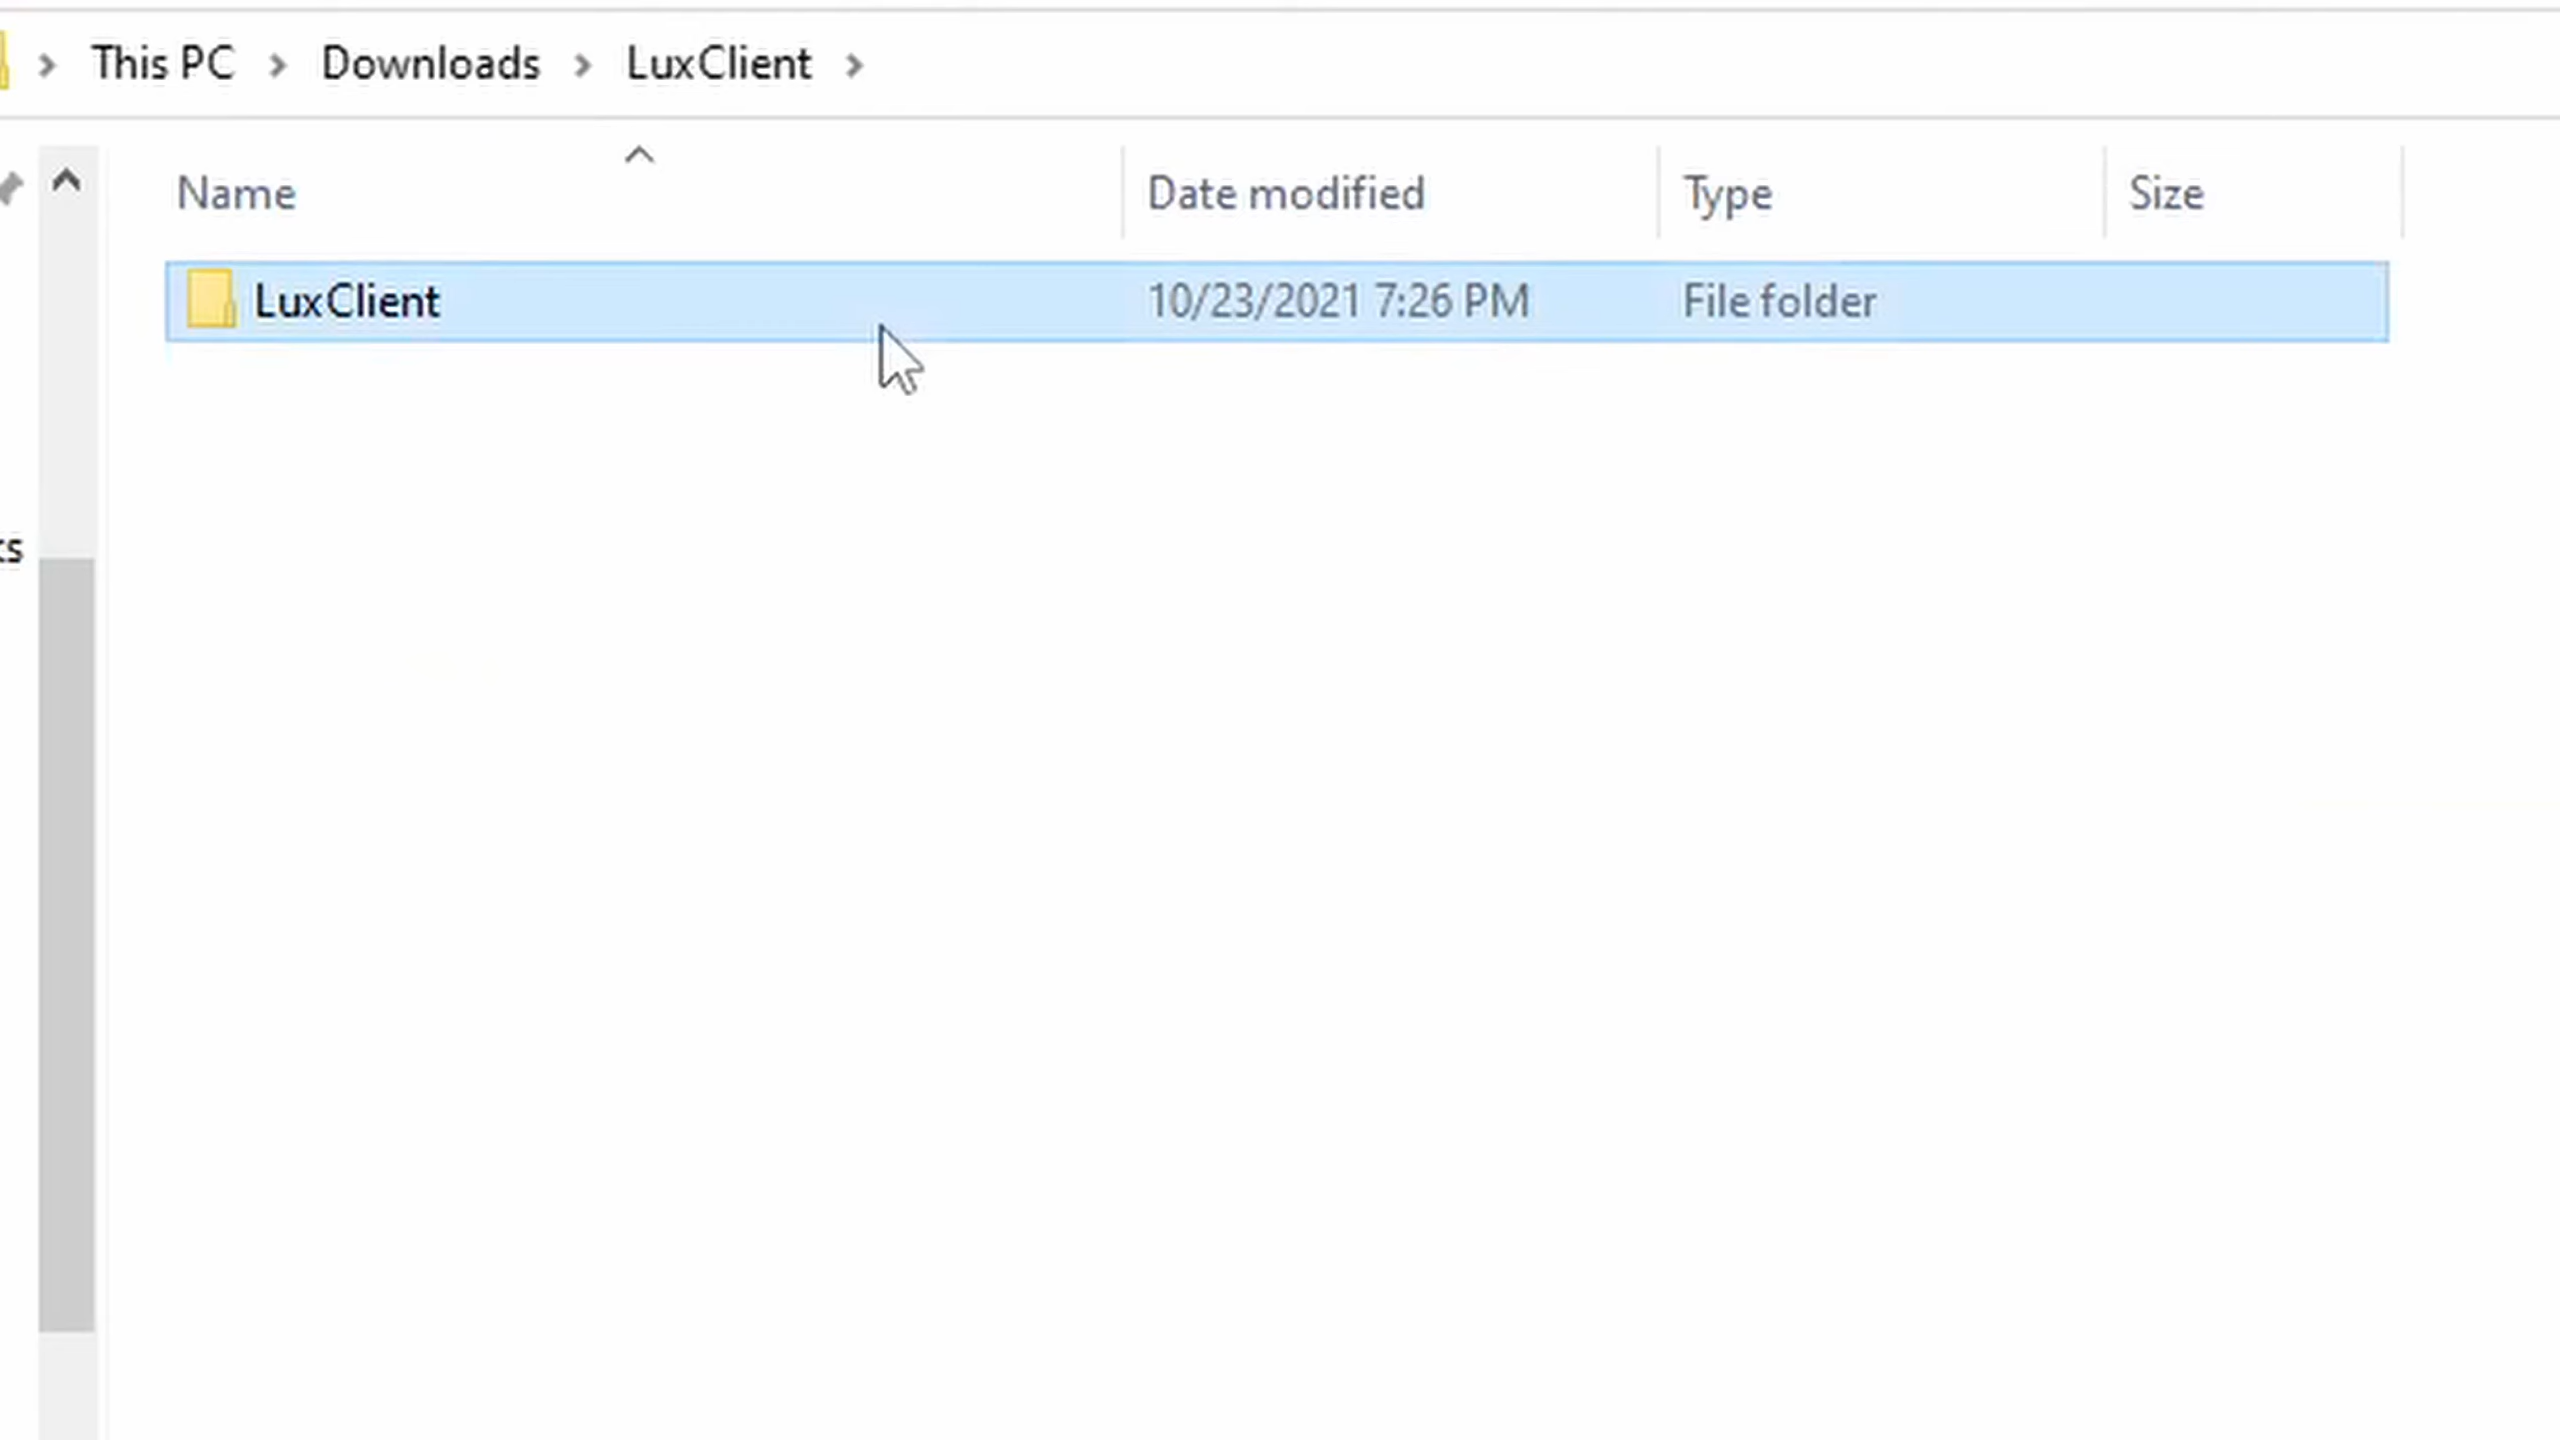 This PC > Downloads > LuxClient >
Name Date modified Type Size
LuxClient 10/23/2021 7:26 PM File folder